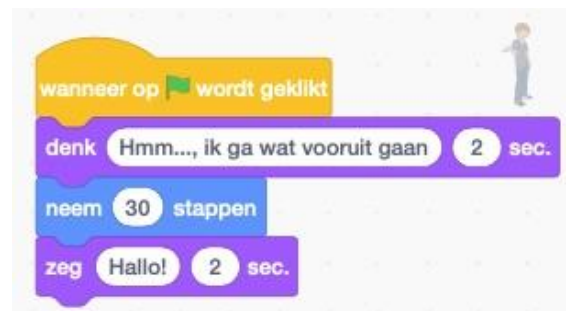 wanneer op wordt geklikt
denk Hmm..., ik ga wat vooruit gaan 2 sec.
neem 30 stappen
zeg Hallo! 2 sec.